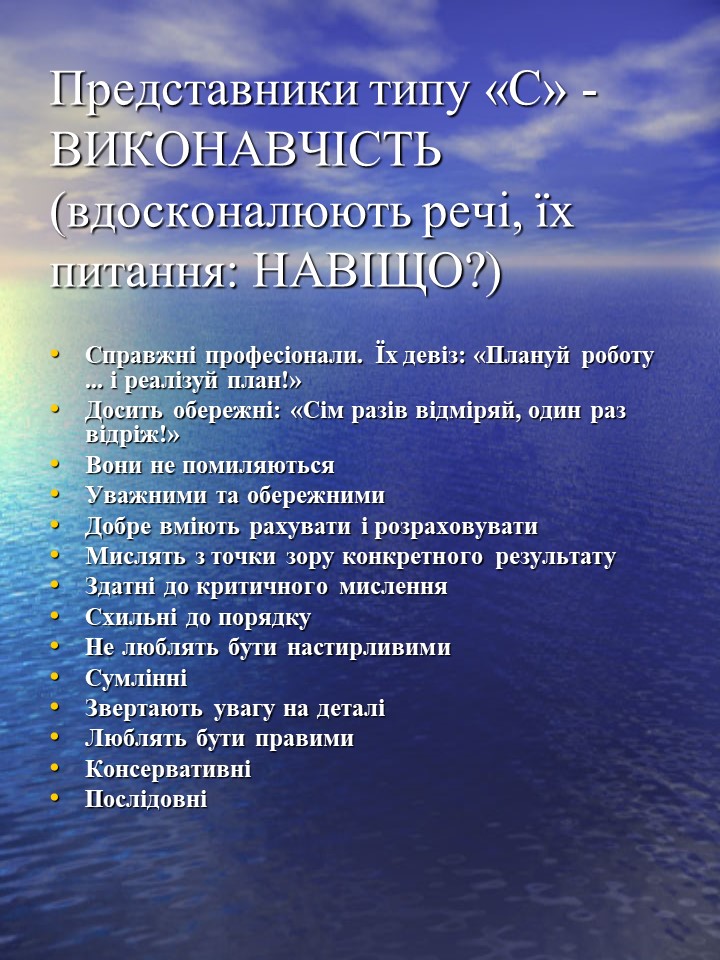 Представники типу «С» -
ВИКОНАВЧІСТЬ
(вдосконалюють речі, їх
питання: НАВІЩО?)
• Справжні професіонали. Їх девіз: «Плануй роботу
... і реалізуй план!»
• Досить обережні: «Сім разів відміряй, один раз
відріж!»
• Вони не помиляються
• Уважними та обережними
• Добре вміють рахувати і розраховувати
• Мислять з точки зору конкретного результату
• Здатні до критичного мислення
• Схильні до порядку
• Не люблять бути настирливими
• Сумлінні
• Звертають увагу на деталі
• Люблять бути правими
• Консервативні
• Послідовні